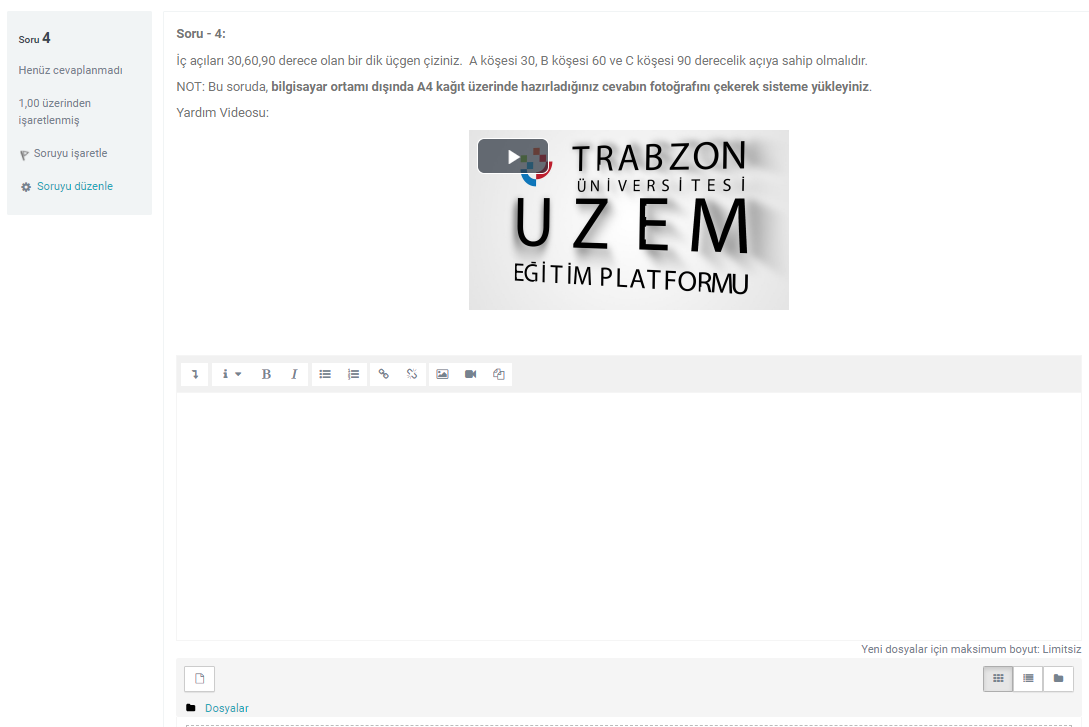 Soru 4
Henüz cevaplanmadı
1,00 üzerinden
işaretlenmiş
Soruyu işaretle
Soruyu düzenle
Soru - 4:
İç açıları 30,60,90 derece olan bir dik üçgen çiziniz. A köşesi 30, B köşesi 60 ve C köşesi 90 derecelik açıya sahip olmalıdır.
NOT: Bu soruda, bilgisayar ortamı dışında A4 kağıt üzerinde hazırladığınız cevabın fotoğrafını çekerek sisteme yükleyiniz.
Yardım Videosu:
TRABZON
ÜNİVERSİTESİ
UZEM
EĞİTİM PLATFORMU
B I
Yeni dosyalar için maksimum boyut: Limitsiz
Dosyalar